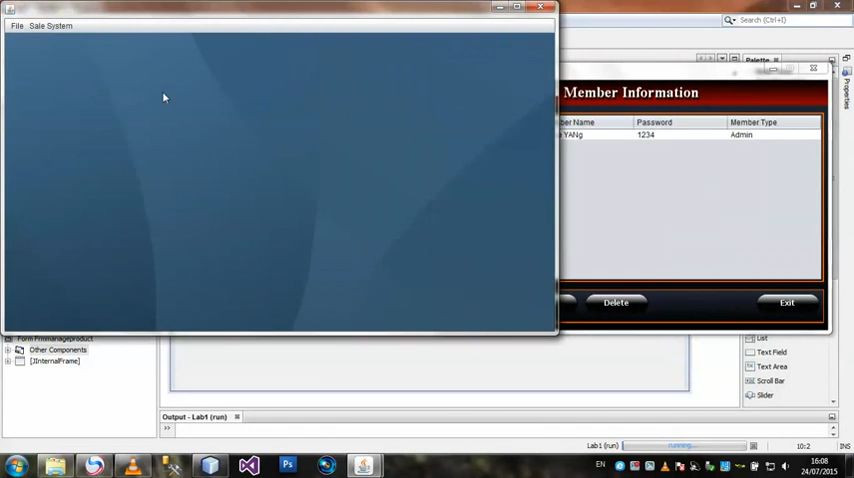 File Sale System
Search (Ctrl+I)
Palette
Properties
Member Information
Member Name Password Member Type
YANg 1234 Admin
Delete Exit
Form Frmmanageproduct
Other Components
[JInternalFrame]
List
Text Field
Text Area
Scroll Bar
Slider
Output - Lab1 (run)
>>
Lab1 (run) running... 10:2 INS
Ps
EN
16:08
24/07/2015